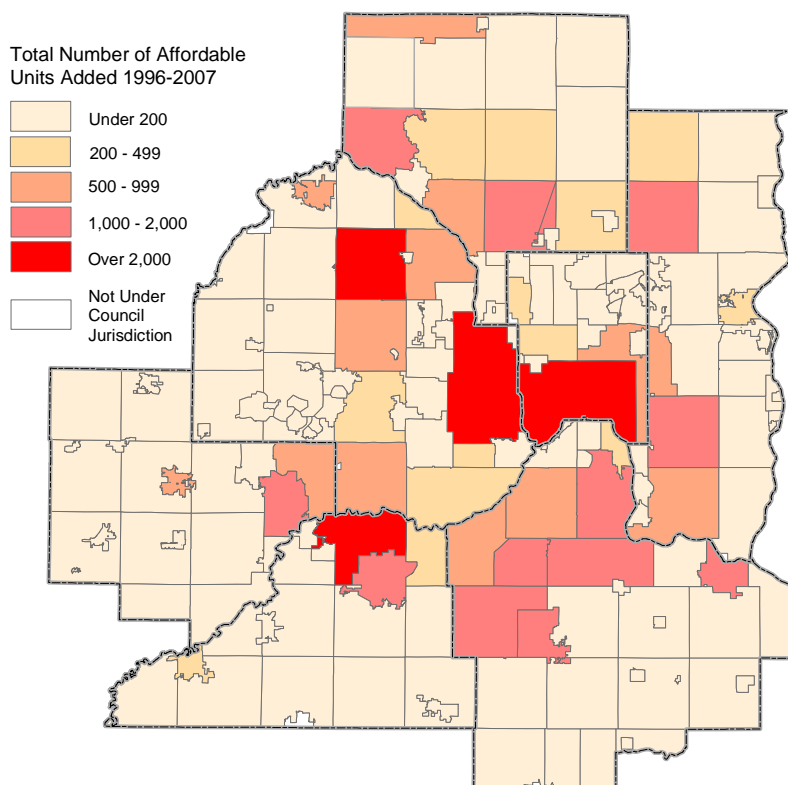 Total Number of Affordable
Units Added 1996-2007
Under 200
200 - 499
500 - 999
1,000 - 2,000
Over 2,000
Not Under
Council
Jurisdiction